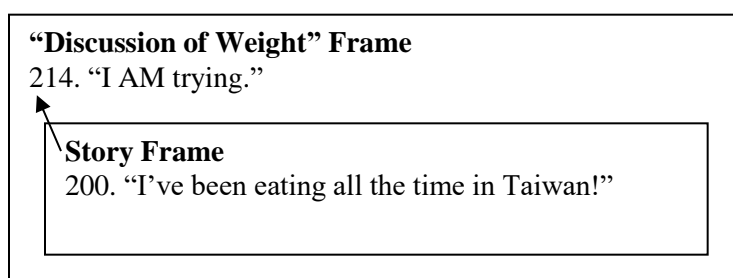 “Discussion of Weight” Frame
214. “I AM trying.”
Story Frame
200. “I’ve been eating all the time in Taiwan!”